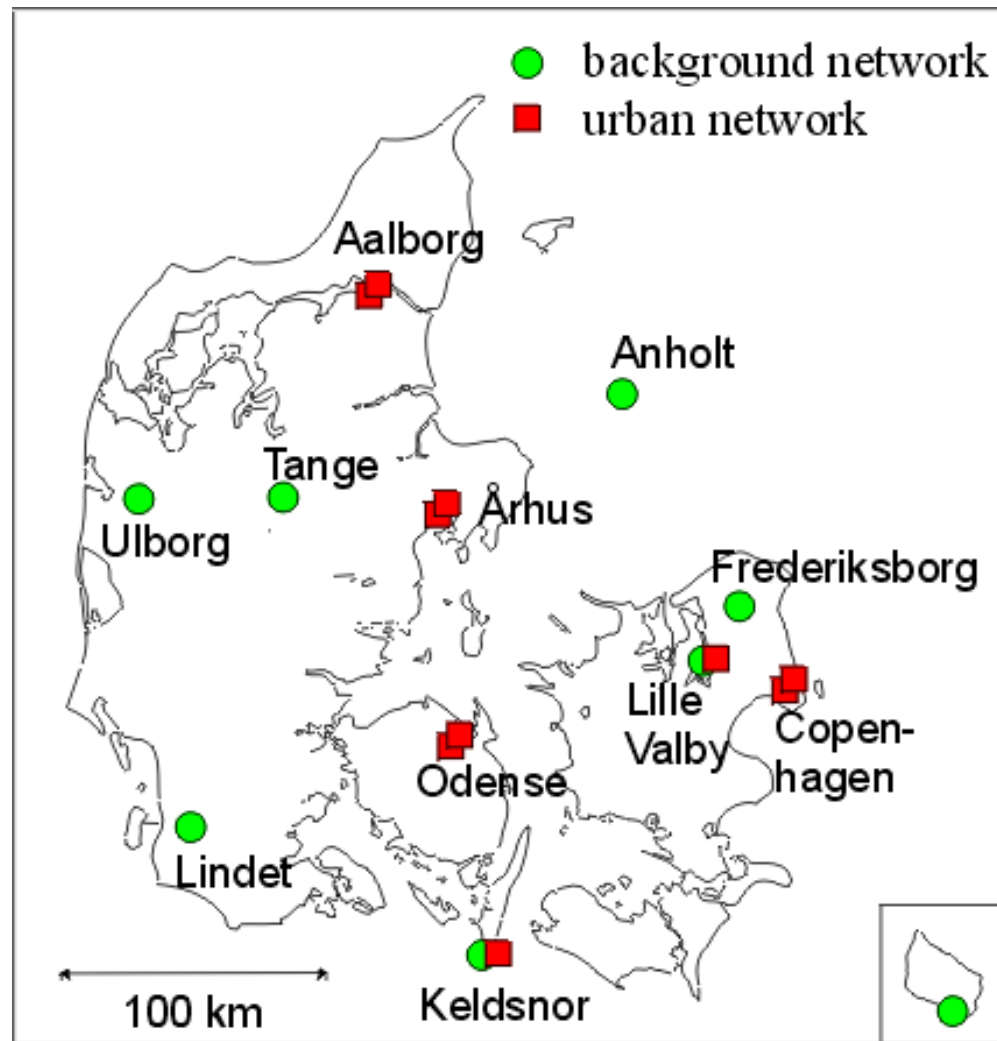 background network
urban network
Aalborg
Anholt
Tange
Århus
Ulborg
Frederiksborg
Lille
Valby
Copen-
hagen
Odense
Lindet
Keldsnor
100 km